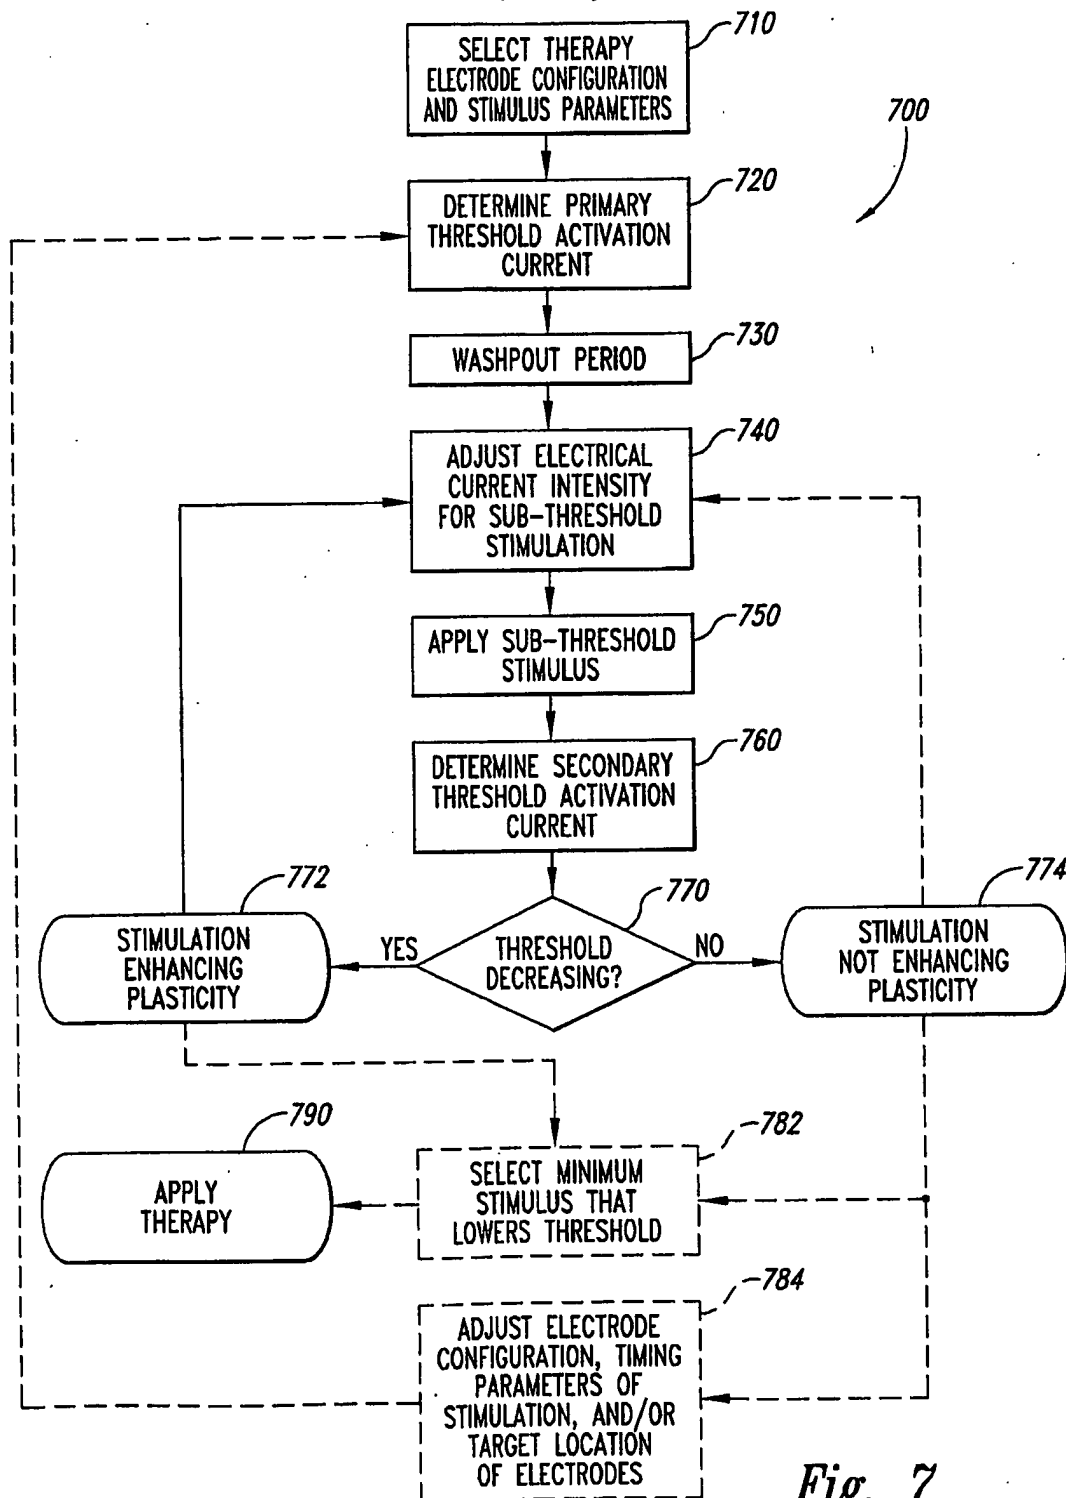 710
SELECT THERAPY
ELECTRODE CONFIGURATION
AND STIMULUS PARAMETERS
700
720
DETERMINE PRIMARY
THRESHOLD ACTIVATION
CURRENT
730
WASHPOUT PERIOD
740
ADJUST ELECTRICAL
CURRENT INTENSITY
FOR SUB-THRESHOLD
STIMULATION
750
APPLY SUB-THRESHOLD
STIMULUS
760
DETERMINE SECONDARY
THRESHOLD ACTIVATION
CURRENT
772
STIMULATION
ENHANCING
PLASTICITY
YES
770
THRESHOLD
DECREASING?
NO
774
STIMULATION
NOT ENHANCING
PLASTICITY
790
APPLY
THERAPY
782
SELECT MINIMUM
STIMULUS THAT
LOWERS THRESHOLD
784
ADJUST ELECTRODE
CONFIGURATION, TIMING
PARAMETERS OF
STIMULATION, AND/OR
TARGET LOCATION
OF ELECTRODES
Fig. 7